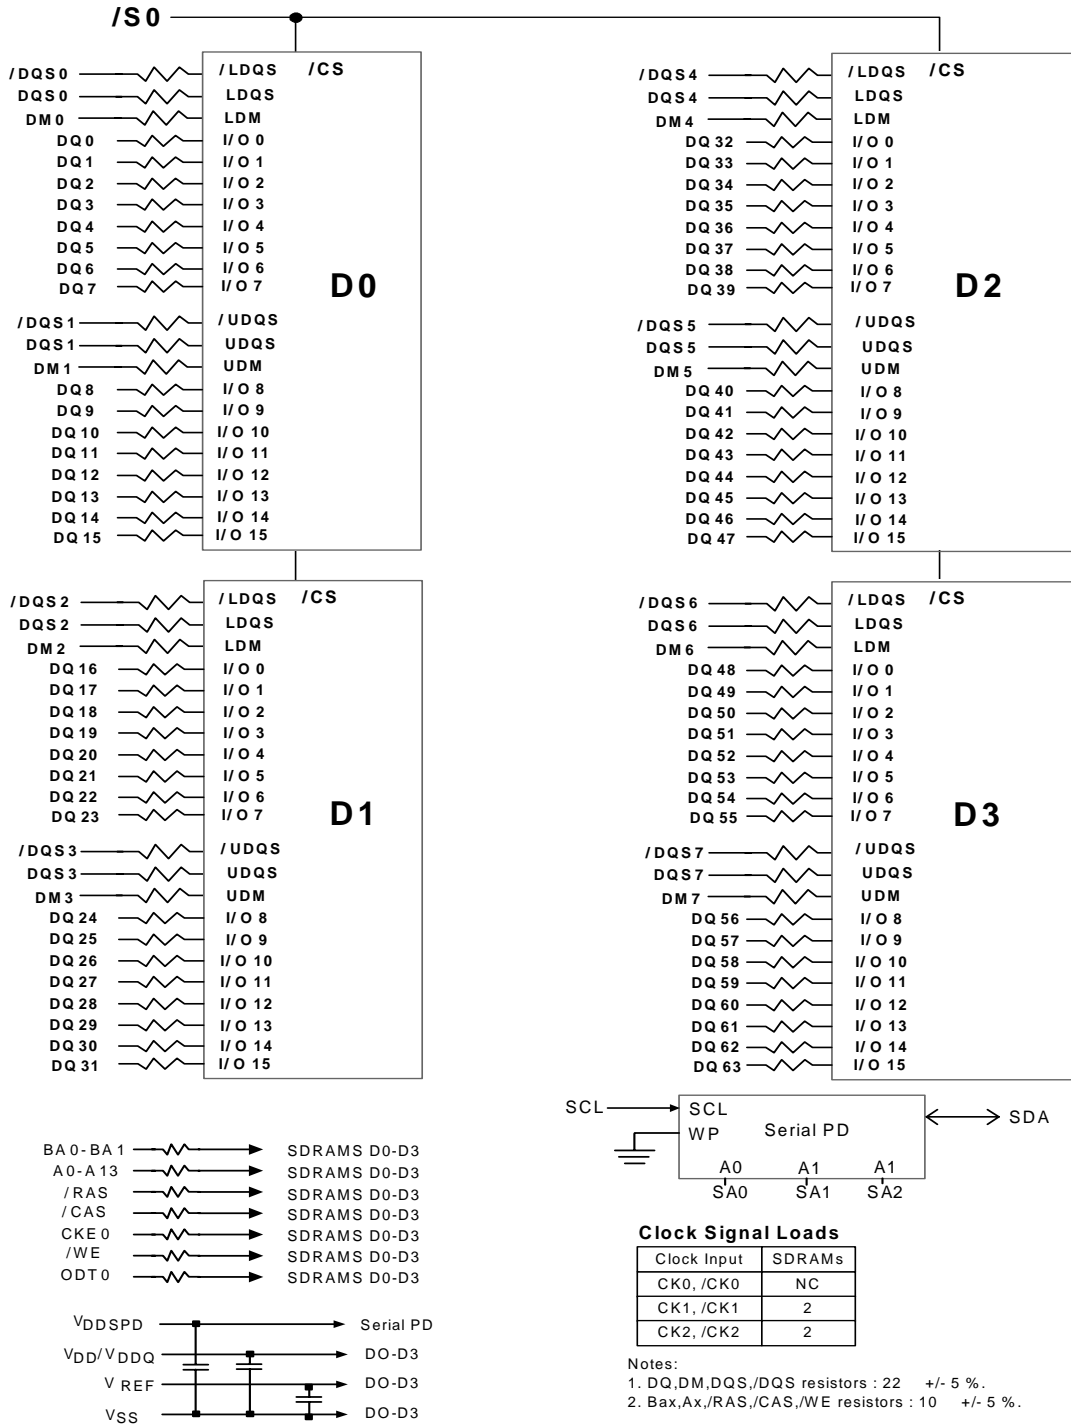 /S0
/DQS0 /LDQS /CS
DQS0 LDQS
DM0 LDM
DQ0 I/O 0
DQ1 I/O 1
DQ2 I/O 2
DQ3 I/O 3
DQ4 I/O 4
DQ5 I/O 5
DQ6 I/O 6
DQ7 I/O 7
D0
/DQS1 /UDQS
DQS1 UDQS
DM1 UDM
DQ8 I/O 8
DQ9 I/O 9
DQ10 I/O 10
DQ11 I/O 11
DQ12 I/O 12
DQ13 I/O 13
DQ14 I/O 14
DQ15 I/O 15
/DQS4 /LDQS /CS
DQS4 LDQS
DM4 LDM
DQ32 I/O 0
DQ33 I/O 1
DQ34 I/O 2
DQ35 I/O 3
DQ36 I/O 4
DQ37 I/O 5
DQ38 I/O 6
DQ39 I/O 7
D2
/DQS5 /UDQS
DQS5 UDQS
DM5 UDM
DQ40 I/O 8
DQ41 I/O 9
DQ42 I/O 10
DQ43 I/O 11
DQ44 I/O 12
DQ45 I/O 13
DQ46 I/O 14
DQ47 I/O 15
/DQS2 /LDQS /CS
DQS2 LDQS
DM2 LDM
DQ16 I/O 0
DQ17 I/O 1
DQ18 I/O 2
DQ19 I/O 3
DQ20 I/O 4
DQ21 I/O 5
DQ22 I/O 6
DQ23 I/O 7
D1
/DQS3 /UDQS
DQS3 UDQS
DM3 UDM
DQ24 I/O 8
DQ25 I/O 9
DQ26 I/O 10
DQ27 I/O 11
DQ28 I/O 12
DQ29 I/O 13
DQ30 I/O 14
DQ31 I/O 15
/DQS6 /LDQS /CS
DQS6 LDQS
DM6 LDM
DQ48 I/O 0
DQ49 I/O 1
DQ50 I/O 2
DQ51 I/O 3
DQ52 I/O 4
DQ53 I/O 5
DQ54 I/O 6
DQ55 I/O 7
D3
/DQS7 /UDQS
DQS7 UDQS
DM7 UDM
DQ56 I/O 8
DQ57 I/O 9
DQ58 I/O 10
DQ59 I/O 11
DQ60 I/O 12
DQ61 I/O 13
DQ62 I/O 14
DQ63 I/O 15
BA0-BA1 SDRAMS D0-D3
A0-A13 SDRAMS D0-D3
/RAS SDRAMS D0-D3
/CAS SDRAMS D0-D3
CKE0 SDRAMS D0-D3
/WE SDRAMS D0-D3
ODT0 SDRAMS D0-D3
VDDSPD Serial PD
VDD/VDDQ DO-D3
VREF DO-D3
VSS DO-D3
SCL SCL SDA
WP Serial PD
A0 A1 A1
SA0 SA1 SA2
Clock Signal Loads
Clock Input SDRAMs
CK0, /CK0 NC
CK1, /CK1 2
CK2, /CK2 2
Notes:
1. DQ,DM,DQS,/DQS resistors : 22 +/- 5 %.
2. Bax,Ax,/RAS,/CAS,/WE resistors : 10 +/- 5 %.